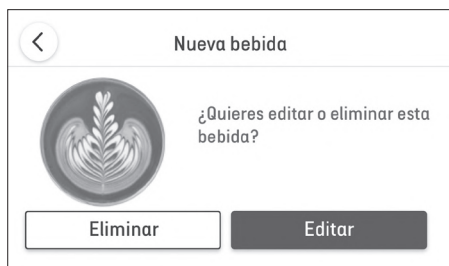 Nueva bebida
¿Quieres editar o eliminar esta
bebida?
Eliminar
Editar